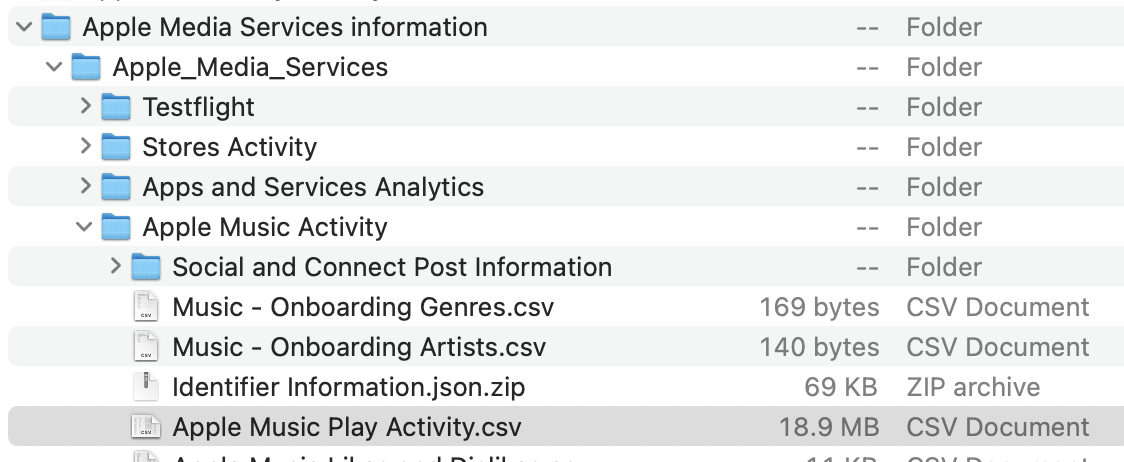 Apple Media Services information -- Folder
Apple_Media_Services -- Folder
Testflight -- Folder
Stores Activity -- Folder
Apps and Services Analytics -- Folder
Apple Music Activity -- Folder
Social and Connect Post Information -- Folder
Music - Onboarding Genres.csv 169 bytes CSV Document
Music - Onboarding Artists.csv 140 bytes CSV Document
Identifier Information.json.zip 69 KB ZIP archive
Apple Music Play Activity.csv 18.9 MB CSV Document